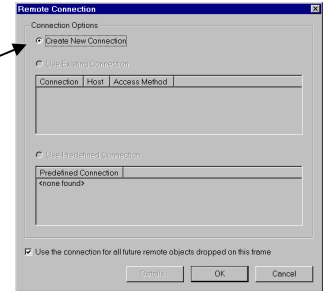 Remote Connection
Connection Options
Create New Connection
Use Existing Connection
Connection Host Access Method
Use Predefined Connection
Predefined Connection
<none found>
Use the connection for all future remote objects dropped on this frame
Details... OK Cancel